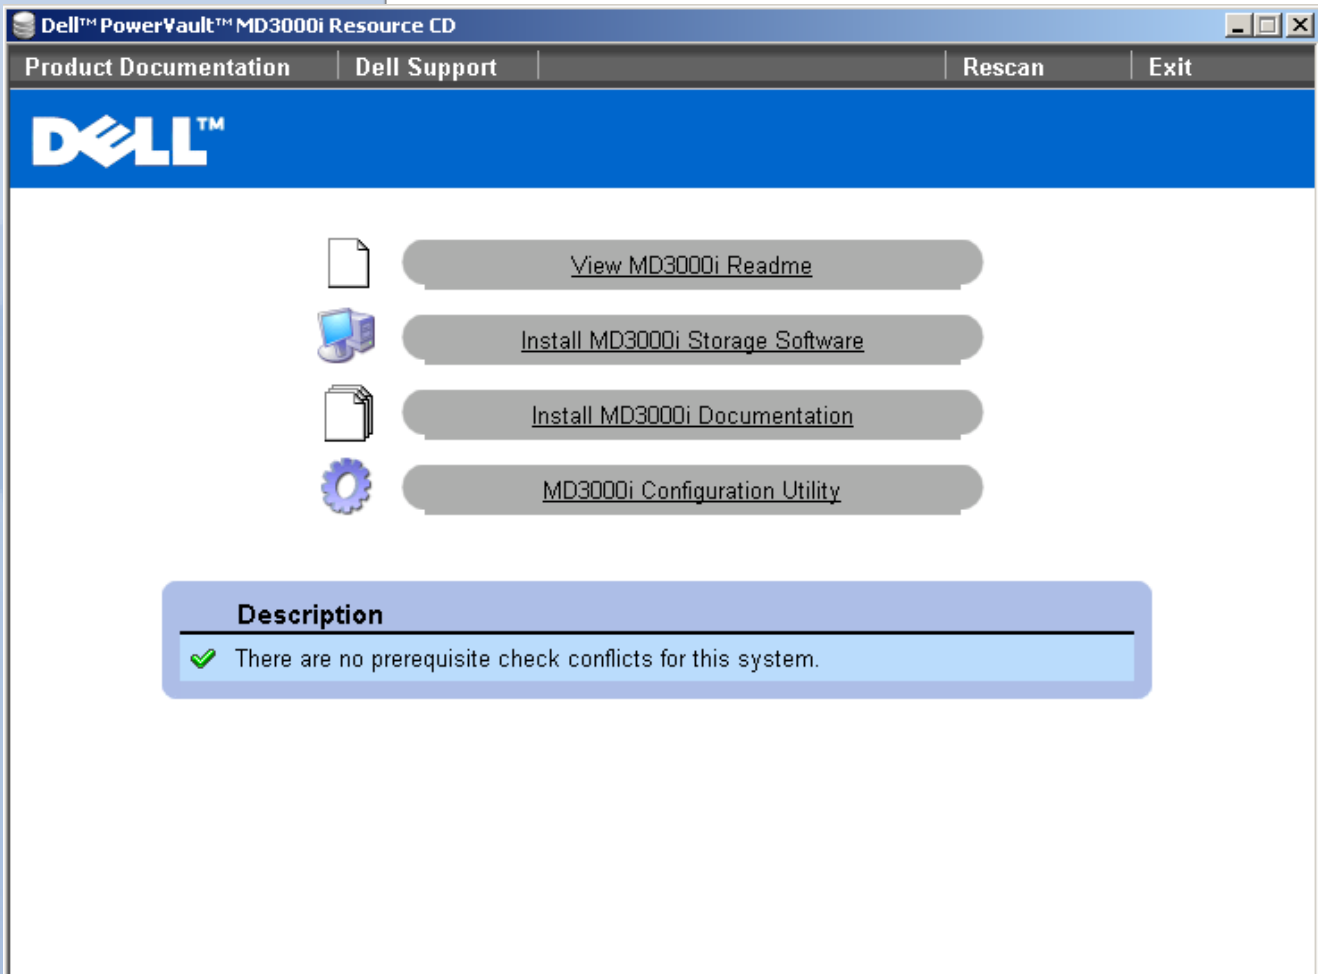 Dell™ PowerVault™ MD3000i Resource CD
Product Documentation Dell Support Rescan Exit
DELL™
View MD3000i Readme
Install MD3000i Storage Software
Install MD3000i Documentation
MD3000i Configuration Utility
Description
There are no prerequisite check conflicts for this system.